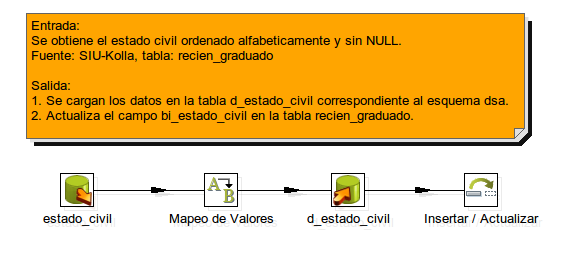 Entrada:
Se obtiene el estado civil ordenado alfabeticamente y sin NULL.
Fuente: SIU-Kolla, tabla: recien_graduado
Salida:
1. Se cargan los datos en la tabla d_estado_civil correspondiente al esquema dsa.
2. Actualiza el campo bi_estado_civil en la tabla recien_graduado.
A
B
estado_civil
Mapeo de Valores
d_estado_civil
Insertar / Actualizar